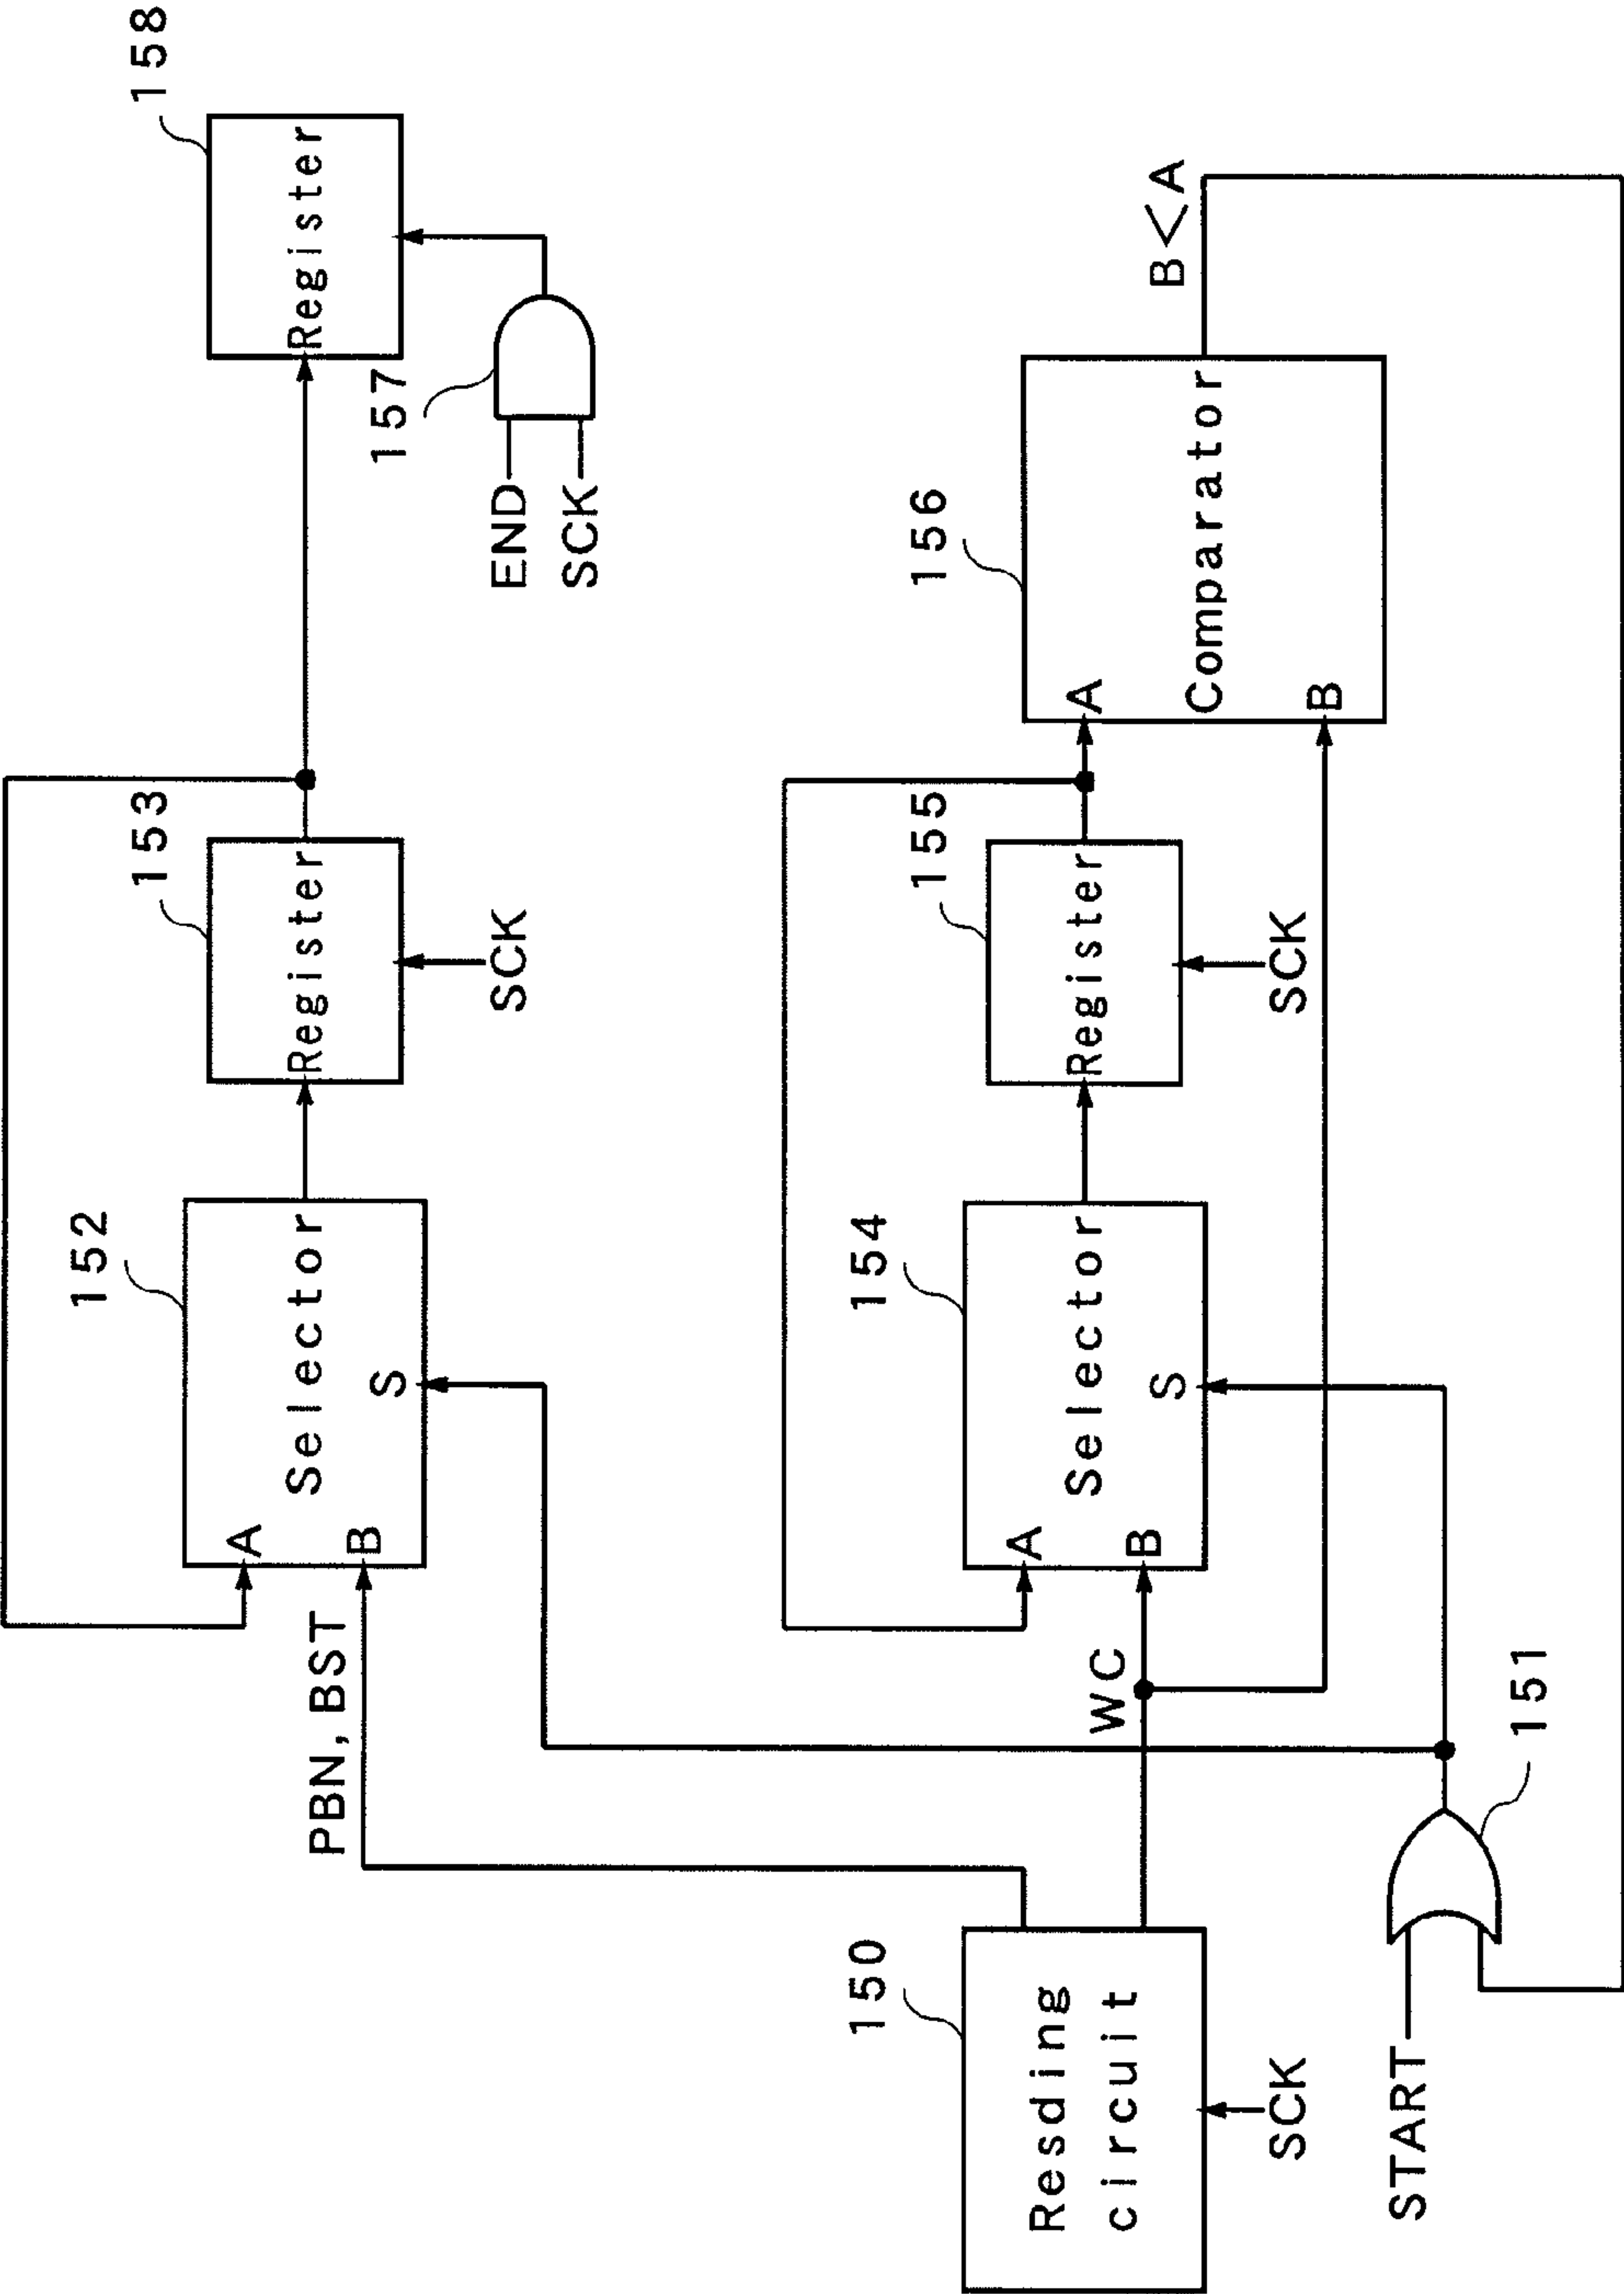 158
Register
157
END
SCK
153
Register
SCK
152
Selector
A
B
S
PBN, BST
B<A
156
Comparator
A
B
155
Register
SCK
154
Selector
A
B
S
WC
151
150
Resding
circuit
SCK
START